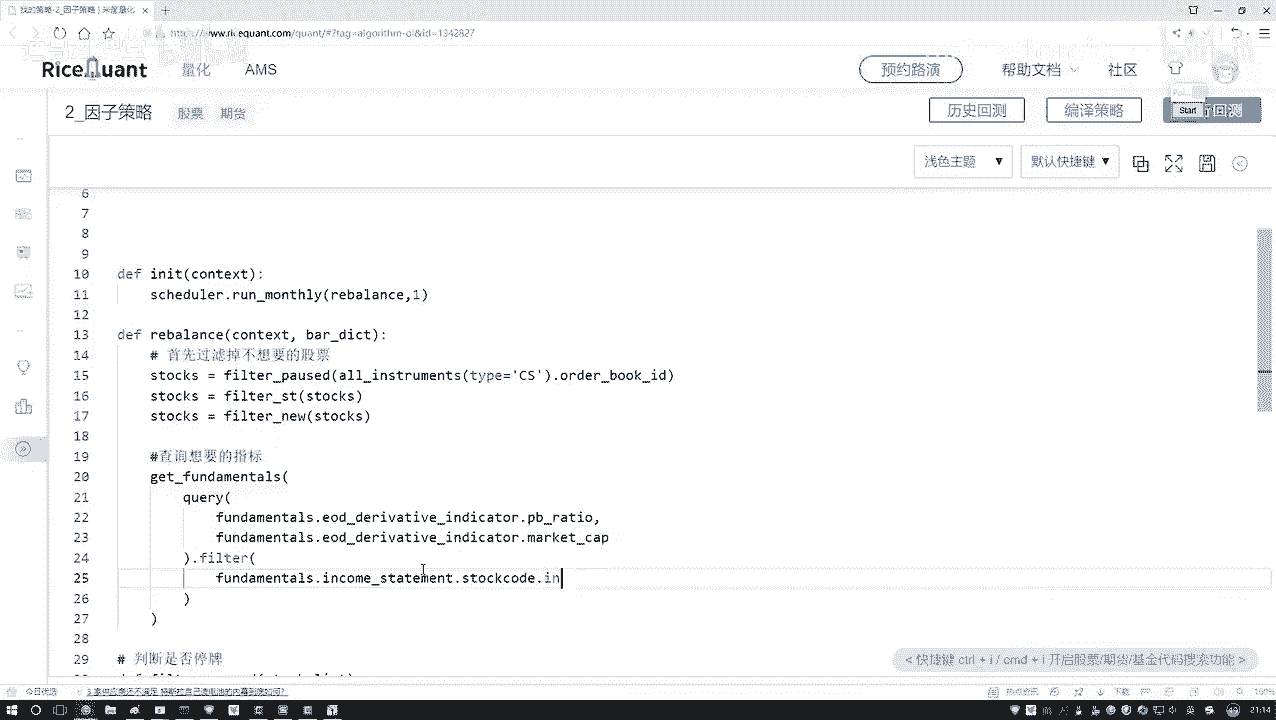 我的策略-2_因子策略 | 米筐量化
www.ricequant.com/quant/#?tag=algorithm-ol&id=1342827
RiceQuant 量化 AMS 预约路演 帮助文档 社区
2_因子策略 股票 期货 历史回测 编译策略 Start 回测
浅色主题 ▼ 默认快捷键 ▼
6
7
8
9
10 def init(context):
11 scheduler.run_monthly(rebalance,1)
12
13 def rebalance(context, bar_dict):
14 # 首先过滤掉不想要的股票
15 stocks = filter_paused(all_instruments(type='CS').order_book_id)
16 stocks = filter_st(stocks)
17 stocks = filter_new(stocks)
18
19 #查询想要的指标
20 get_fundamentals(
21 query(
22 fundamentals.eod_derivative_indicator.pb_ratio,
23 fundamentals.eod_derivative_indicator.market_cap
24 ).filter(
25 fundamentals.income_statement.stockcode.in
26 )
27 )
28
29 # 判断是否停牌
< 快捷键 ctrl + i / cmd + i 开启股票/期货/基金代码搜索功能 >
今日优选
下载
100%
21:14